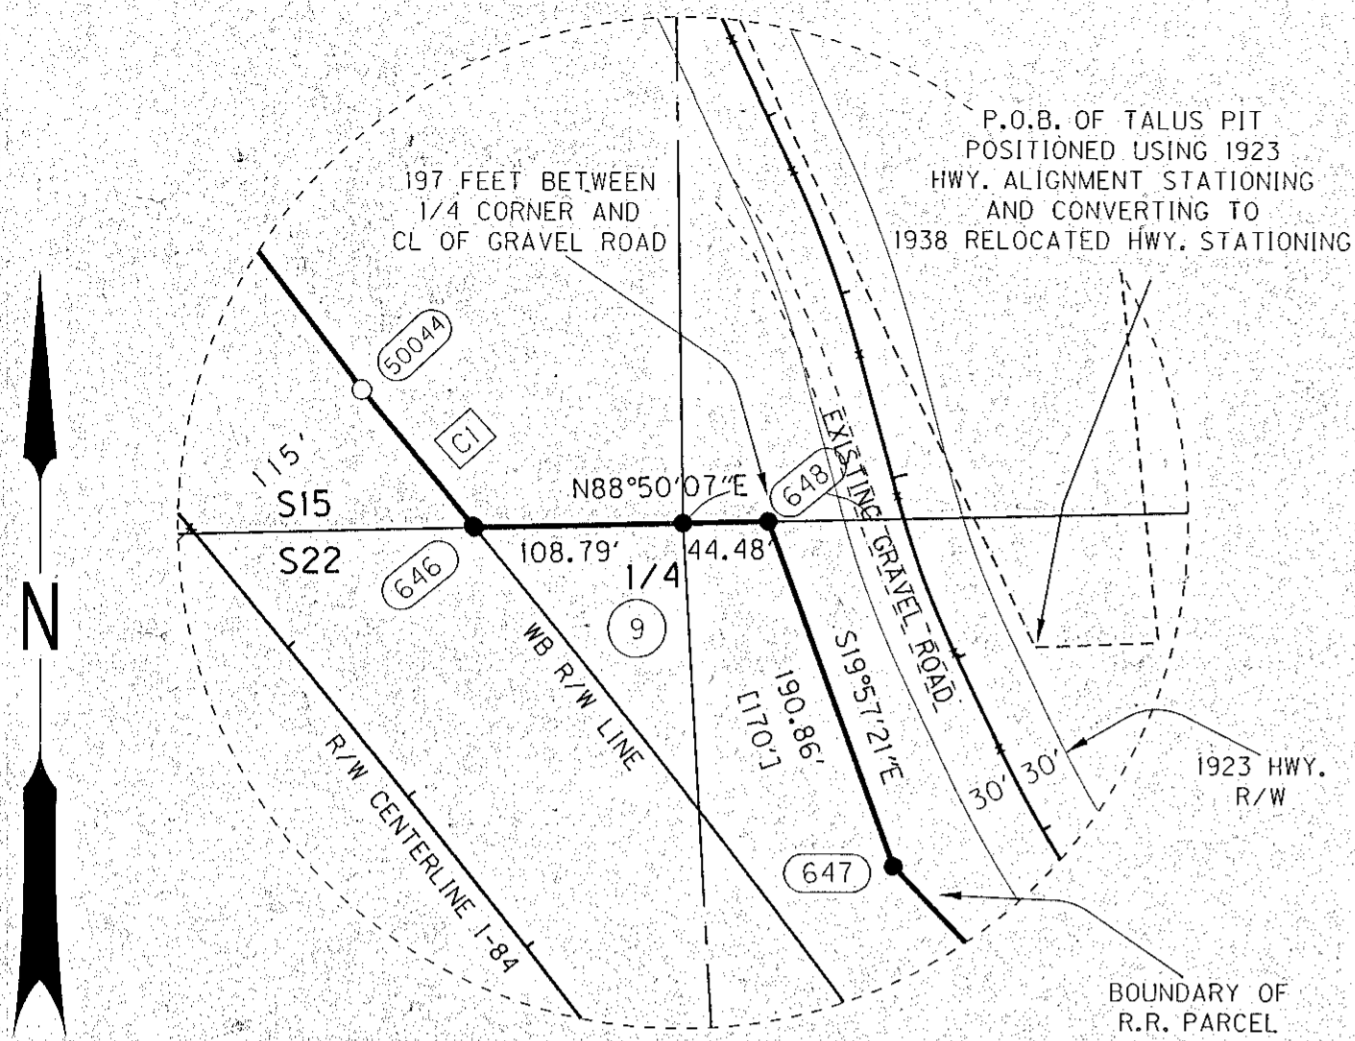 P.O.B. OF TALUS PIT
POSITIONED USING 1923
HWY. ALIGNMENT STATIONING
AND CONVERTING TO
1938 RELOCATED HWY. STATIONING
197 FEET BETWEEN
1/4 CORNER AND
CL OF GRAVEL ROAD
50044
C1
115'
S15
S22
N88°50'07"E
648
108.79'
44.48'
1/4
646
9
N
EXISTING GRAVEL ROAD
WB R/W LINE
S19°57'21"E
190.86'
[170']
R/W CENTERLINE I-84
30' 30'
1923 HWY.
R/W
647
BOUNDARY OF
R.R. PARCEL